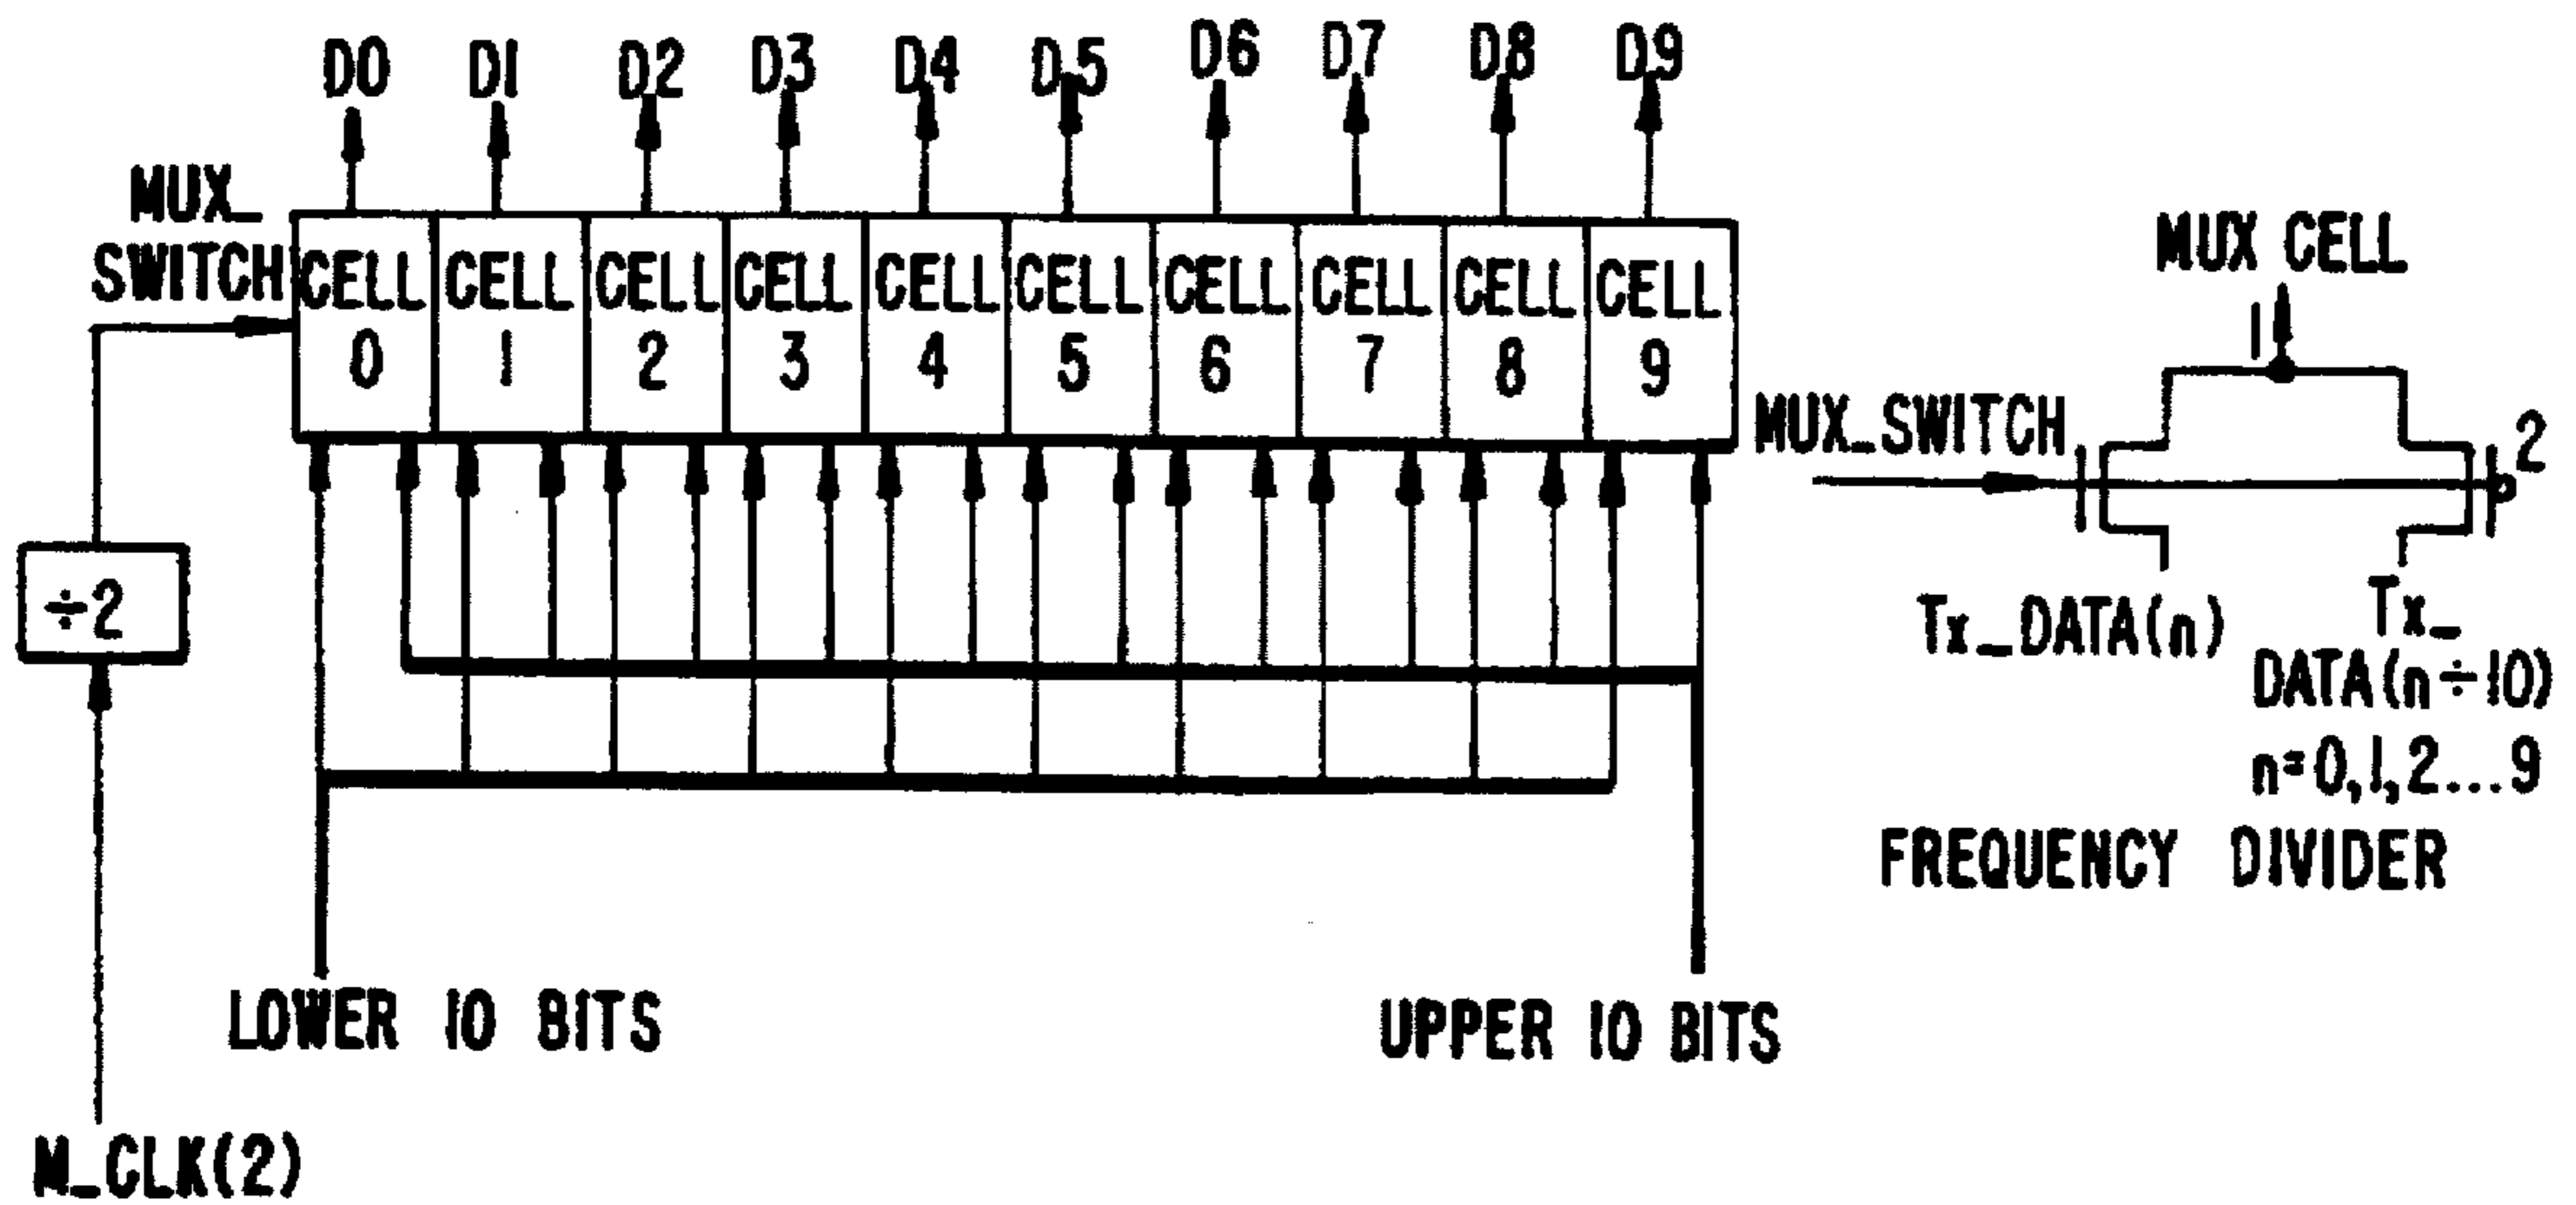 D0 D1 D2 D3 D4 D5 D6 D7 D8 D9
MUX_
SWITCH
CELL CELL CELL CELL CELL CELL CELL CELL CELL CELL
0 1 2 3 4 5 6 7 8 9
÷2
LOWER 10 BITS
UPPER 10 BITS
M_CLK(2)
MUX CELL
1
MUX_SWITCH
2
Tx_DATA(n)
Tx_
DATA(n÷10)
n=0,1,2...9
FREQUENCY DIVIDER